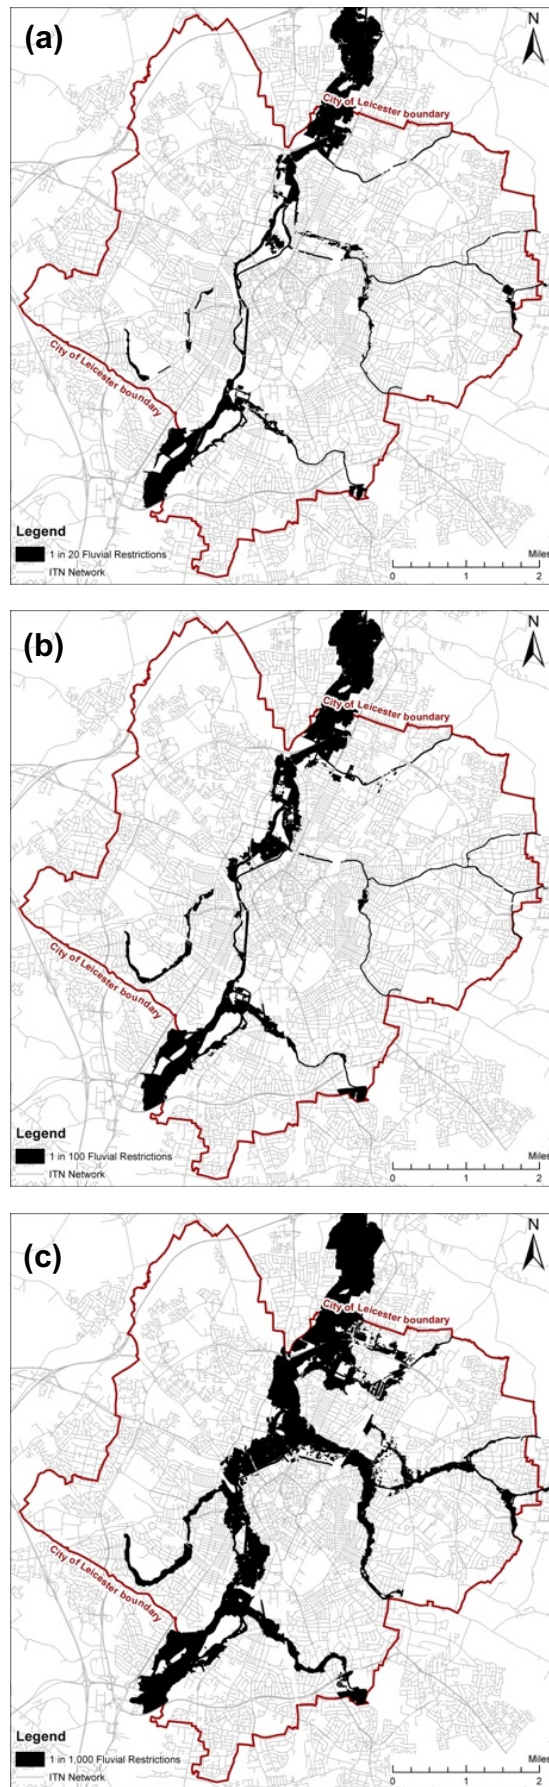 (a)
N
City of Leicester boundary
City of Leicester boundary
Legend
1 in 20 Fluvial Restrictions
ITN Network
Miles
0 1 2
(b)
N
City of Leicester boundary
City of Leicester boundary
Legend
1 in 100 Fluvial Restrictions
ITN Network
Miles
0 1 2
(c)
N
City of Leicester boundary
City of Leicester boundary
Legend
1 in 1,000 Fluvial Restrictions
ITN Network
Miles
0 1 2